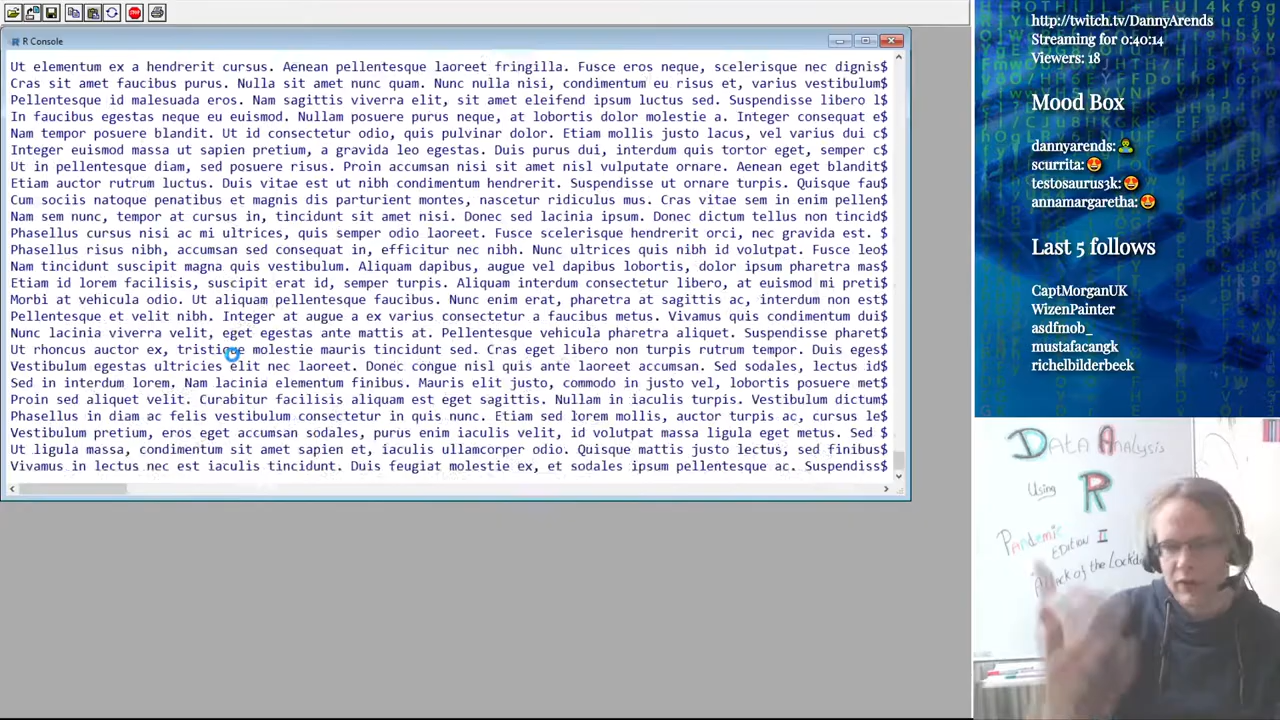 R Console
Ut elementum ex a hendrerit cursus. Aenean pellentesque laoreet fringilla. Fusce eros neque, scelerisque nec dignis$
Cras sit amet faucibus purus. Nulla sit amet nunc quam. Nunc nulla nisi, condimentum eu risus et, varius vestibulum$
Pellentesque id malesuada eros. Nam sagittis viverra elit, sit amet eleifend ipsum luctus sed. Suspendisse libero l$
In faucibus egestas neque eu euismod. Nullam posuere purus neque, at lobortis dolor molestie a. Integer consequat e$
Nam tempor posuere blandit. Ut id consectetur odio, quis pulvinar dolor. Etiam mollis justo lacus, vel varius dui c$
Integer euismod massa ut sapien pretium, a gravida leo egestas. Duis purus dui, interdum quis tortor eget, semper c$
Ut in pellentesque diam, sed posuere risus. Proin accumsan nisi sit amet nisl vulputate ornare. Aenean eget blandit$
Etiam auctor rutrum luctus. Duis vitae est ut nibh condimentum hendrerit. Suspendisse ut ornare turpis. Quisque fau$
Cum sociis natoque penatibus et magnis dis parturient montes, nascetur ridiculus mus. Cras vitae sem in enim pellen$
Nam sem nunc, tempor at cursus in, tincidunt sit amet nisi. Donec sed lacinia ipsum. Donec dictum tellus non tincid$
Phasellus cursus nisi ac mi ultrices, quis semper odio laoreet. Fusce scelerisque hendrerit orci, nec gravida est. $
Phasellus risus nibh, accumsan sed consequat in, efficitur nec nibh. Nunc ultrices quis nibh id volutpat. Fusce leo$
Nam tincidunt suscipit magna quis vestibulum. Aliquam dapibus, augue vel dapibus lobortis, dolor ipsum pharetra mas$
Etiam id lorem facilisis, suscipit erat id, semper turpis. Aliquam interdum consectetur libero, at euismod mi preti$
Morbi at vehicula odio. Ut aliquam pellentesque faucibus. Nunc enim erat, pharetra at sagittis ac, interdum non est$
Pellentesque et velit nibh. Integer at augue at ex varius consectetur a faucibus metus. Vivamus quis condimentum dui$
Nunc lacinia viverra velit, eget egestas ante mattis at. Pellentesque vehicula pharetra aliquet. Suspendisse pharet$
Ut rhoncus auctor ex, tristique molestie mauris tincidunt sed. Cras eget libero non turpis rutrum tempor. Duis eges$
Vestibulum egestas ultricies elit nec laoreet. Donec congue nisl quis ante laoreet accumsan. Sed sodales, lectus id$
Sed in interdum lorem. Nam lacinia elementum finibus. Mauris elit justo, commodo in justo vel, lobortis posuere met$
Proin sed aliquet velit. Curabitur facilisis aliquam est eget sagittis. Nullam in iaculis turpis. Vestibulum dictum$
Phasellus in diam ac felis vestibulum consectetur in quis nunc. Etiam sed lorem mollis, auctor turpis ac, cursus le$
Vestibulum pretium, eros eget accumsan sodales, purus enim iaculis velit, id volutpat massa ligula eget metus. Sed $
Ut ligula massa, condimentum sit amet sapien et, iaculis ullamcorper odio. Quisque mattis justo lectus, sed finibus$
Vivamus in lectus nec est iaculis tincidunt. Duis feugiat molestie ex, et sodales ipsum pellentesque ac. Suspendiss$
http://twitch.tv/DannyArends
Streaming for 0:40:14
Viewers: 18
Mood Box
dannyarends:
scurrita:
testosaurus3k:
annamargaretha:
Last 5 follows
CaptMorganUK
WizenPainter
asdfmob_
mustafacangk
richelbilderbeek
Data Analysis
Using R
Pandemic
Edition II
Attack of the